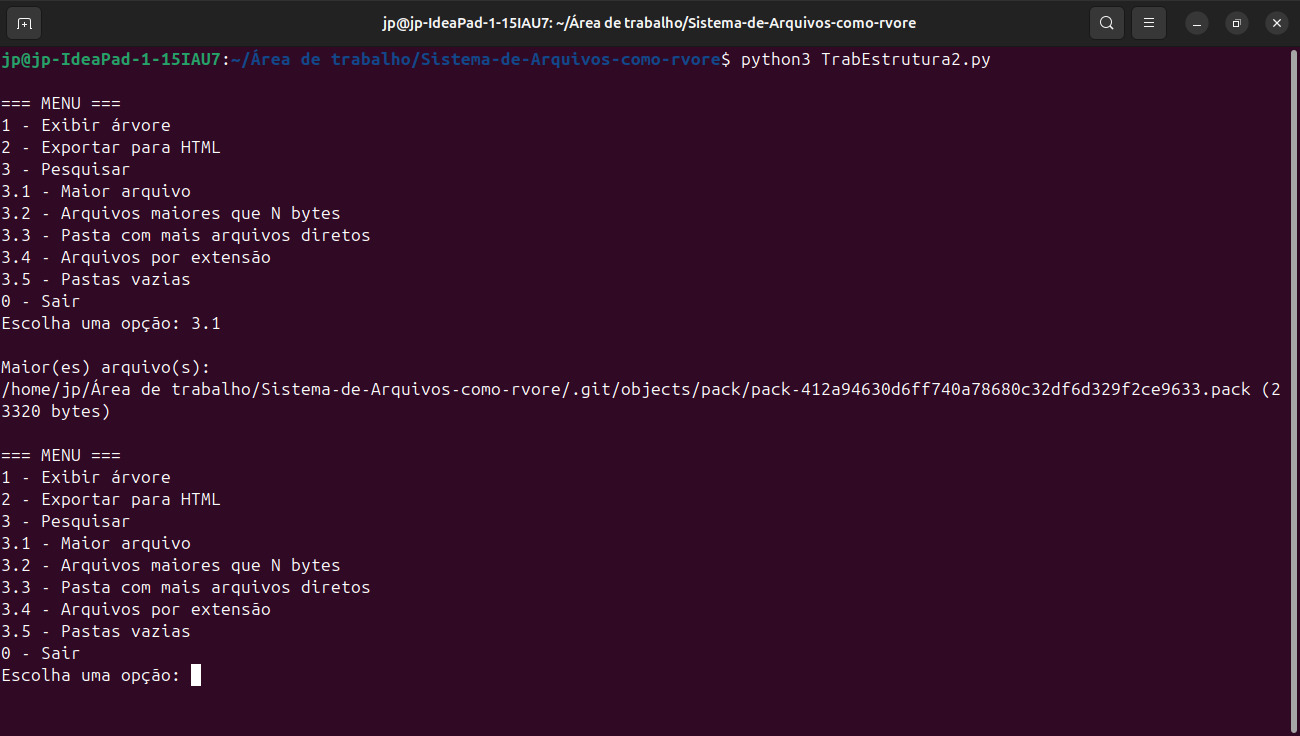 jp@jp-IdeaPad-1-15IAU7: ~/Área de trabalho/Sistema-de-Arquivos-como-rvore
jp@jp-IdeaPad-1-15IAU7:~/Área de trabalho/Sistema-de-Arquivos-como-rvore$ python3 TrabEstrutura2.py
=== MENU ===
1 - Exibir árvore
2 - Exportar para HTML
3 - Pesquisar
3.1 - Maior arquivo
3.2 - Arquivos maiores que N bytes
3.3 - Pasta com mais arquivos diretos
3.4 - Arquivos por extensão
3.5 - Pastas vazias
0 - Sair
Escolha uma opção: 3.1
Maior(es) arquivo(s):
/home/jp/Área de trabalho/Sistema-de-Arquivos-como-rvore/.git/objects/pack/pack-412a94630d6ff740a78680c32df6d329f2ce9633.pack (2
3320 bytes)
=== MENU ===
1 - Exibir árvore
2 - Exportar para HTML
3 - Pesquisar
3.1 - Maior arquivo
3.2 - Arquivos maiores que N bytes
3.3 - Pasta com mais arquivos diretos
3.4 - Arquivos por extensão
3.5 - Pastas vazias
0 - Sair
Escolha uma opção: